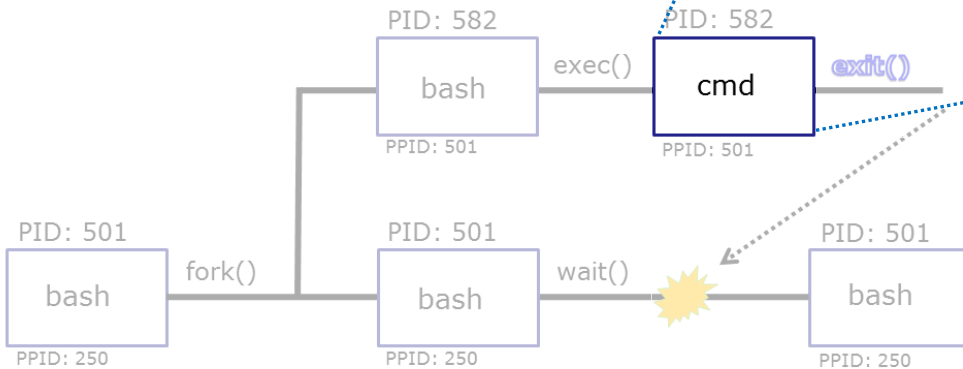 PID: 582
PID: 582
bash
exec()
cmd
exit()
PPID: 501
PPID: 501
PID: 501
PID: 501
PID: 501
bash
fork()
bash
wait()
bash
PPID: 250
PPID: 250
PPID: 250